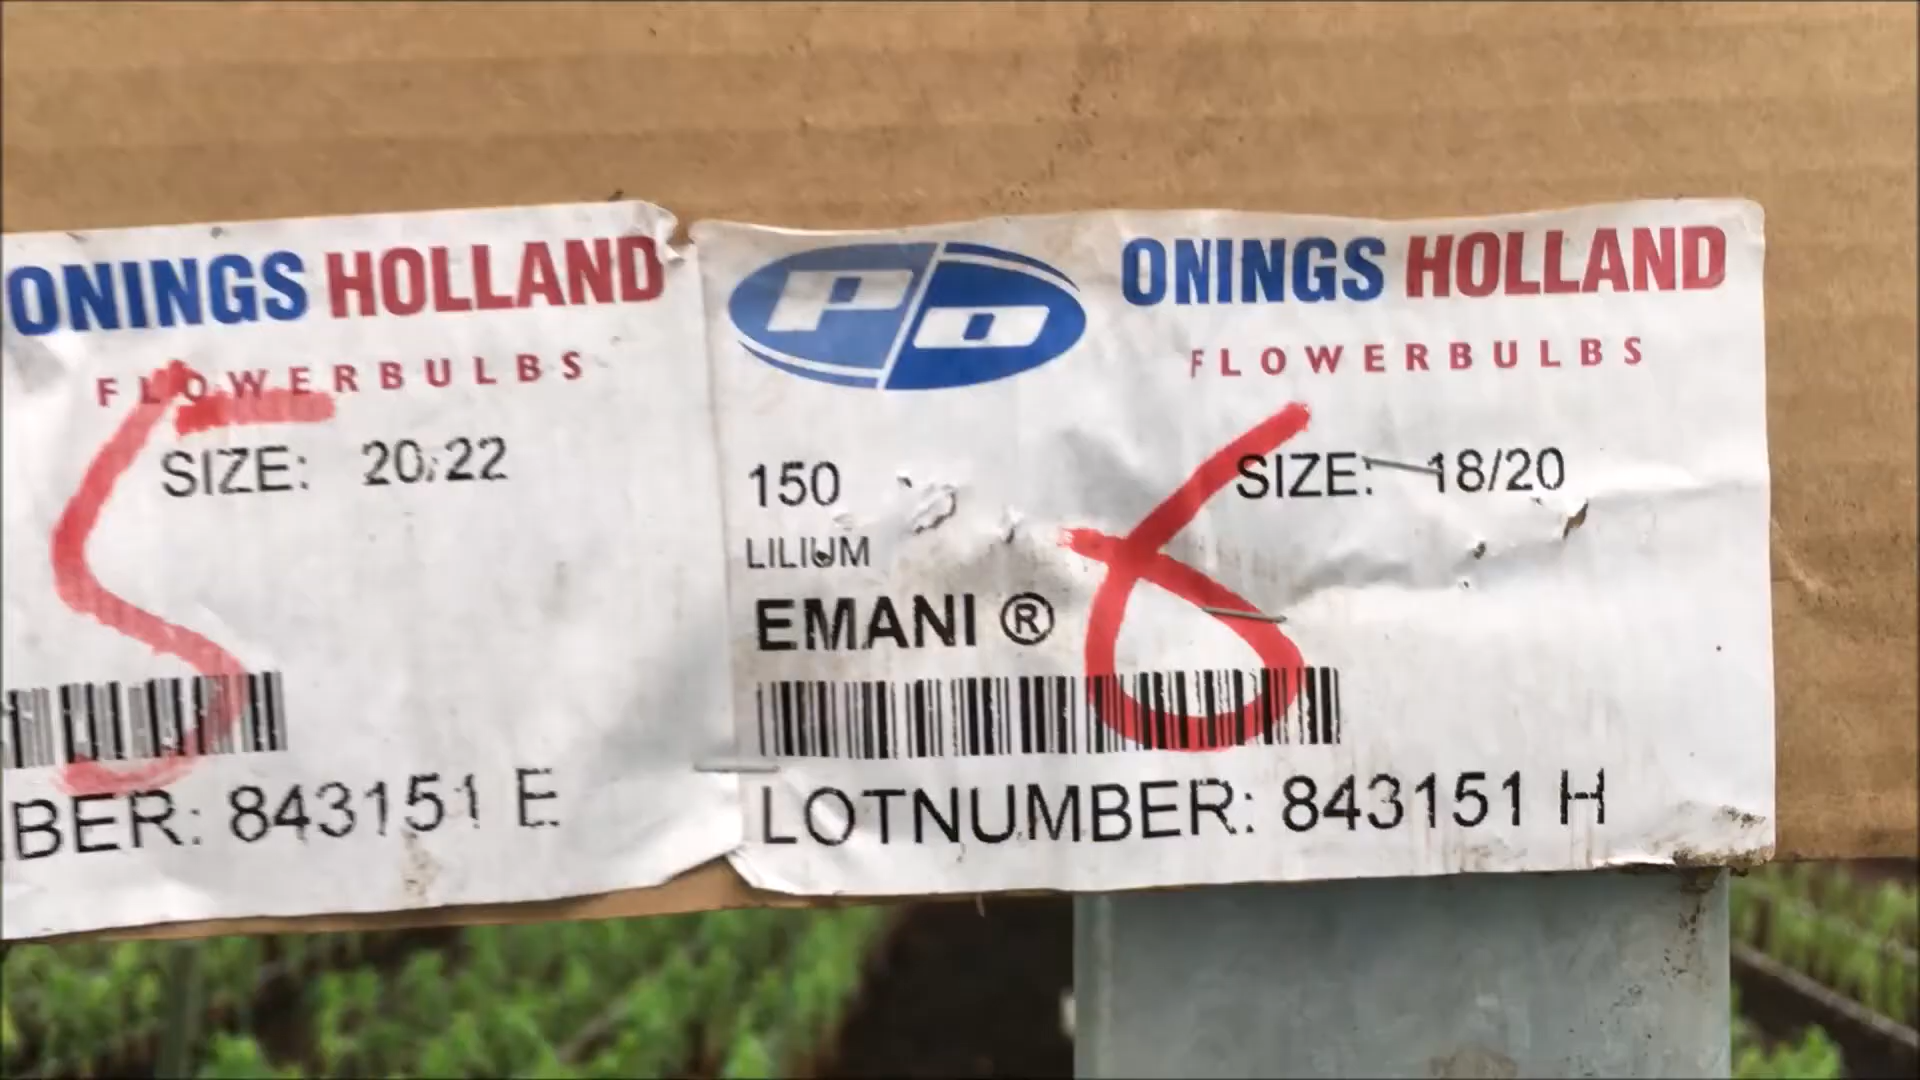 ONINGS HOLLAND
FLOWERBULBS
5
SIZE: 20/22
BER: 843151 E
PO
ONINGS HOLLAND
FLOWERBULBS
6
150
SIZE: 18/20
LILIUM
EMANI ®
LOTNUMBER: 843151 H